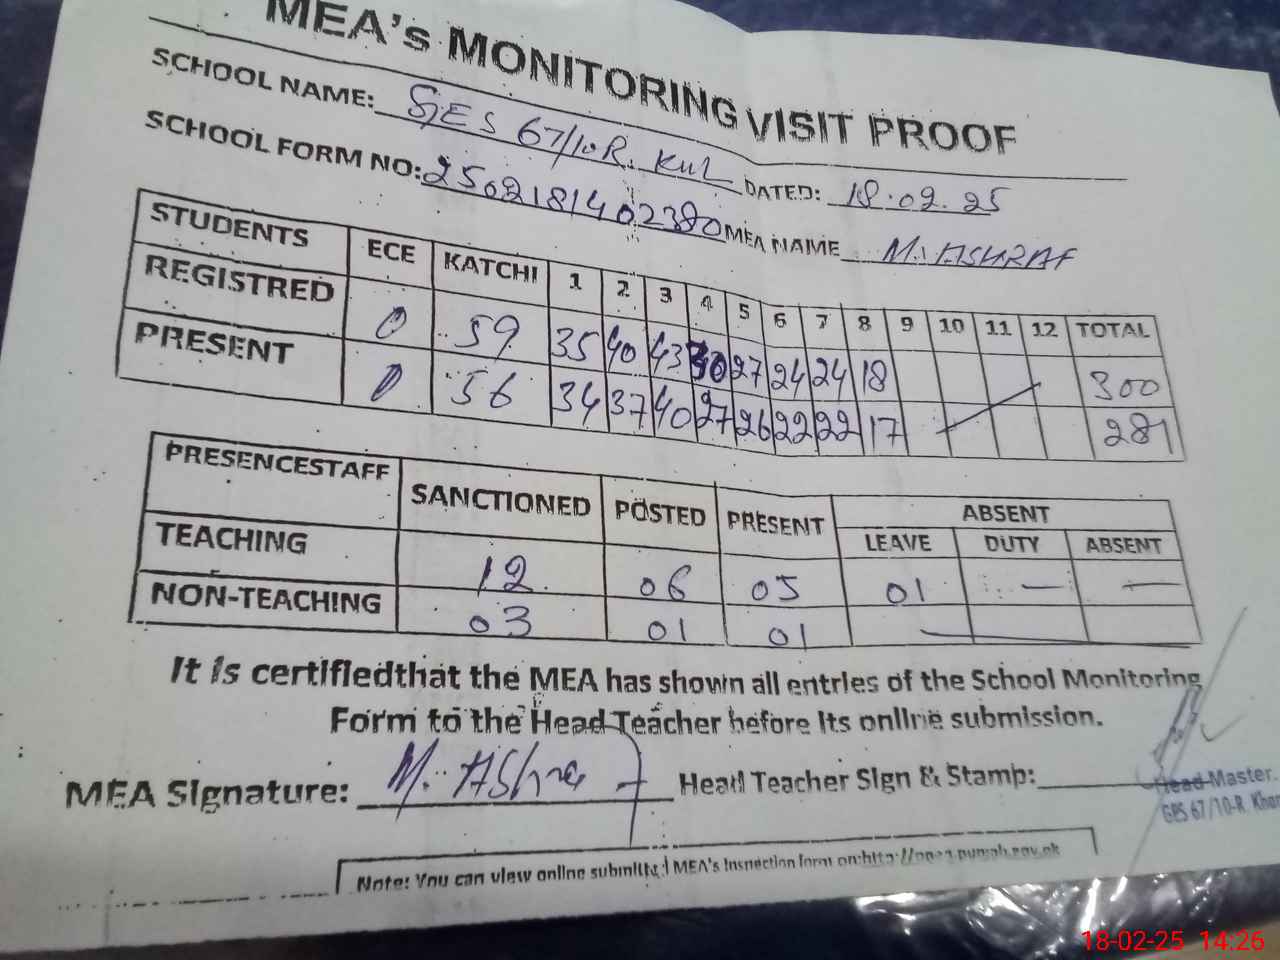 MEA's MONITORING VISIT PROOF
SCHOOL NAME: GES 67/10R. KWL DATED: 18.02.25
SCHOOL FORM NO: 2502181402380 MEA NAME M. ASHRAF
STUDENTS ECE KATCHI 1 2 3 4 5 6 7 8 9 10 11 12 TOTAL
REGISTRED 0 59 35 40 43 30 27 24 24 18 300
PRESENT 0 56 34 37 40 27 26 22 22 17 281
PRESENCESTAFF SANCTIONED POSTED PRESENT ABSENT
LEAVE DUTY ABSENT
TEACHING 12 06 05 01 — —
NON-TEACHING 03 01 01 —
It is certifiedthat the MEA has shown all entries of the School Monitoring
Form to the Head Teacher before its online submission.
MEA Signature: M. AShraf Head Teacher Sign & Stamp:
Head Master.
GPS 67/10-R. Khan
Note: You can view online submitted MEA's Inspection form on:http://
18-02-25 14:26